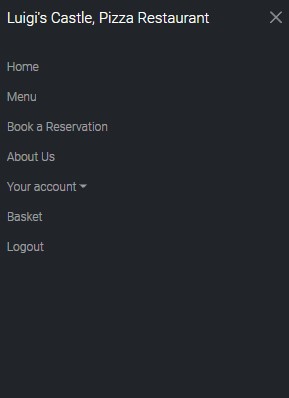 Luigi's Castle, Pizza Restaurant
Home
Menu
Book a Reservation
About Us
Your account
Basket
Logout